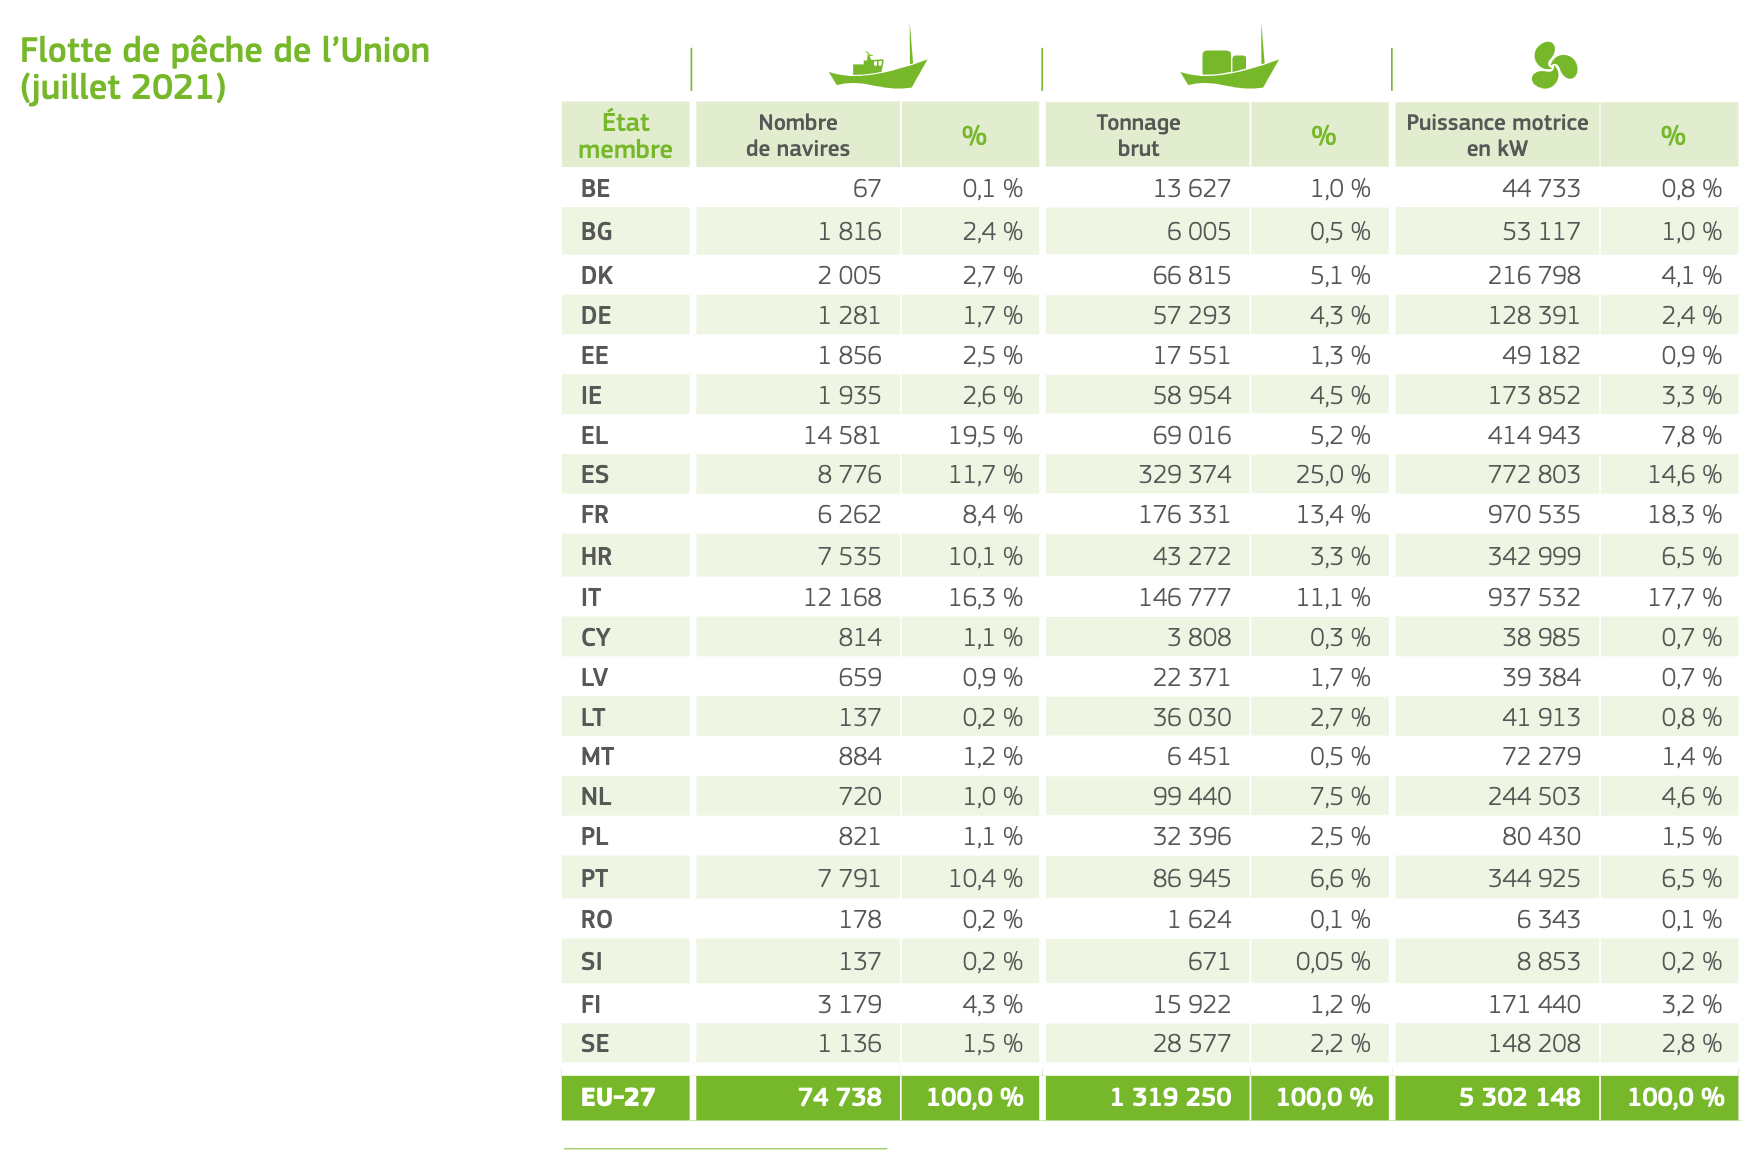 Flotte de pêche de l’Union
(juillet 2021)
État membre Nombre de navires % Tonnage brut % Puissance motrice en kW %
BE 67 0,1 % 13 627 1,0 % 44 733 0,8 %
BG 1 816 2,4 % 6 005 0,5 % 53 117 1,0 %
DK 2 005 2,7 % 66 815 5,1 % 216 798 4,1 %
DE 1 281 1,7 % 57 293 4,3 % 128 391 2,4 %
EE 1 856 2,5 % 17 551 1,3 % 49 182 0,9 %
IE 1 935 2,6 % 58 954 4,5 % 173 852 3,3 %
EL 14 581 19,5 % 69 016 5,2 % 414 943 7,8 %
ES 8 776 11,7 % 329 374 25,0 % 772 803 14,6 %
FR 6 262 8,4 % 176 331 13,4 % 970 535 18,3 %
HR 7 535 10,1 % 43 272 3,3 % 342 999 6,5 %
IT 12 168 16,3 % 146 777 11,1 % 937 532 17,7 %
CY 814 1,1 % 3 808 0,3 % 38 985 0,7 %
LV 659 0,9 % 22 371 1,7 % 39 384 0,7 %
LT 137 0,2 % 36 030 2,7 % 41 913 0,8 %
MT 884 1,2 % 6 451 0,5 % 72 279 1,4 %
NL 720 1,0 % 99 440 7,5 % 244 503 4,6 %
PL 821 1,1 % 32 396 2,5 % 80 430 1,5 %
PT 7 791 10,4 % 86 945 6,6 % 344 925 6,5 %
RO 178 0,2 % 1 624 0,1 % 6 343 0,1 %
SI 137 0,2 % 671 0,05 % 8 853 0,2 %
FI 3 179 4,3 % 15 922 1,2 % 171 440 3,2 %
SE 1 136 1,5 % 28 577 2,2 % 148 208 2,8 %
EU-27 74 738 100,0 % 1 319 250 100,0 % 5 302 148 100,0 %